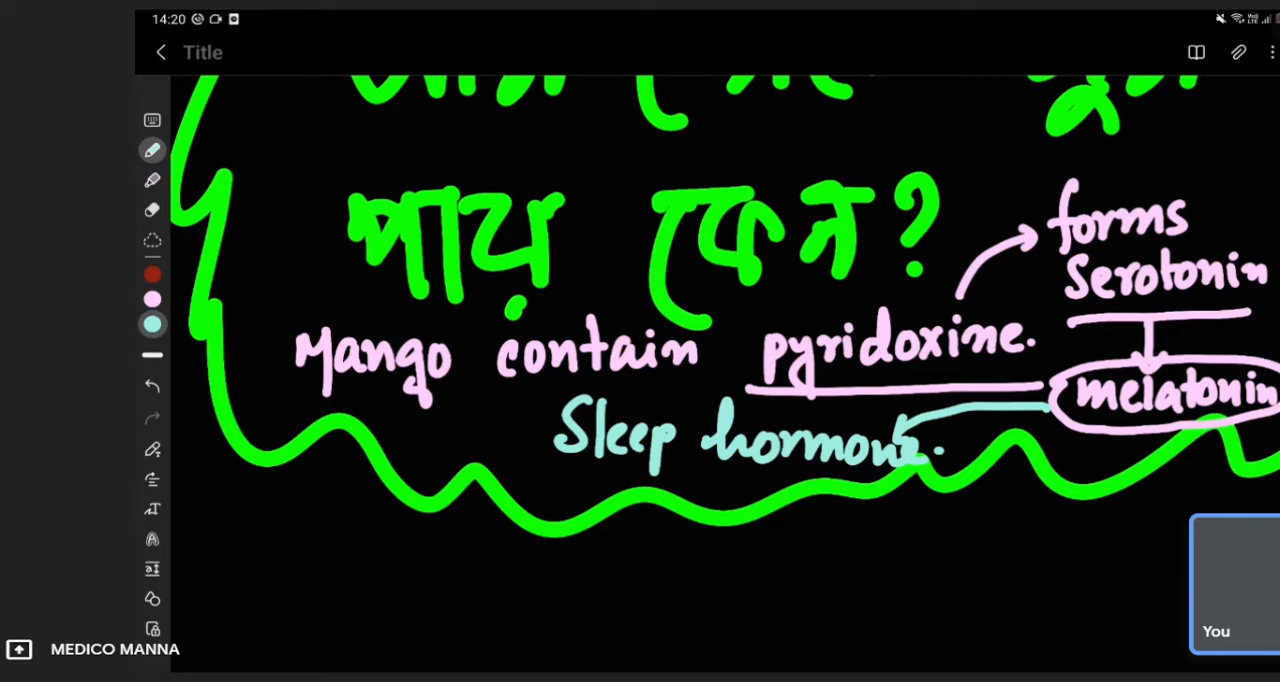 14:20
Title
পায় কেন?
forms
Serotonin
Mango contain pyridoxine.
melatonin
Sleep hormone.
MEDICO MANNA
You